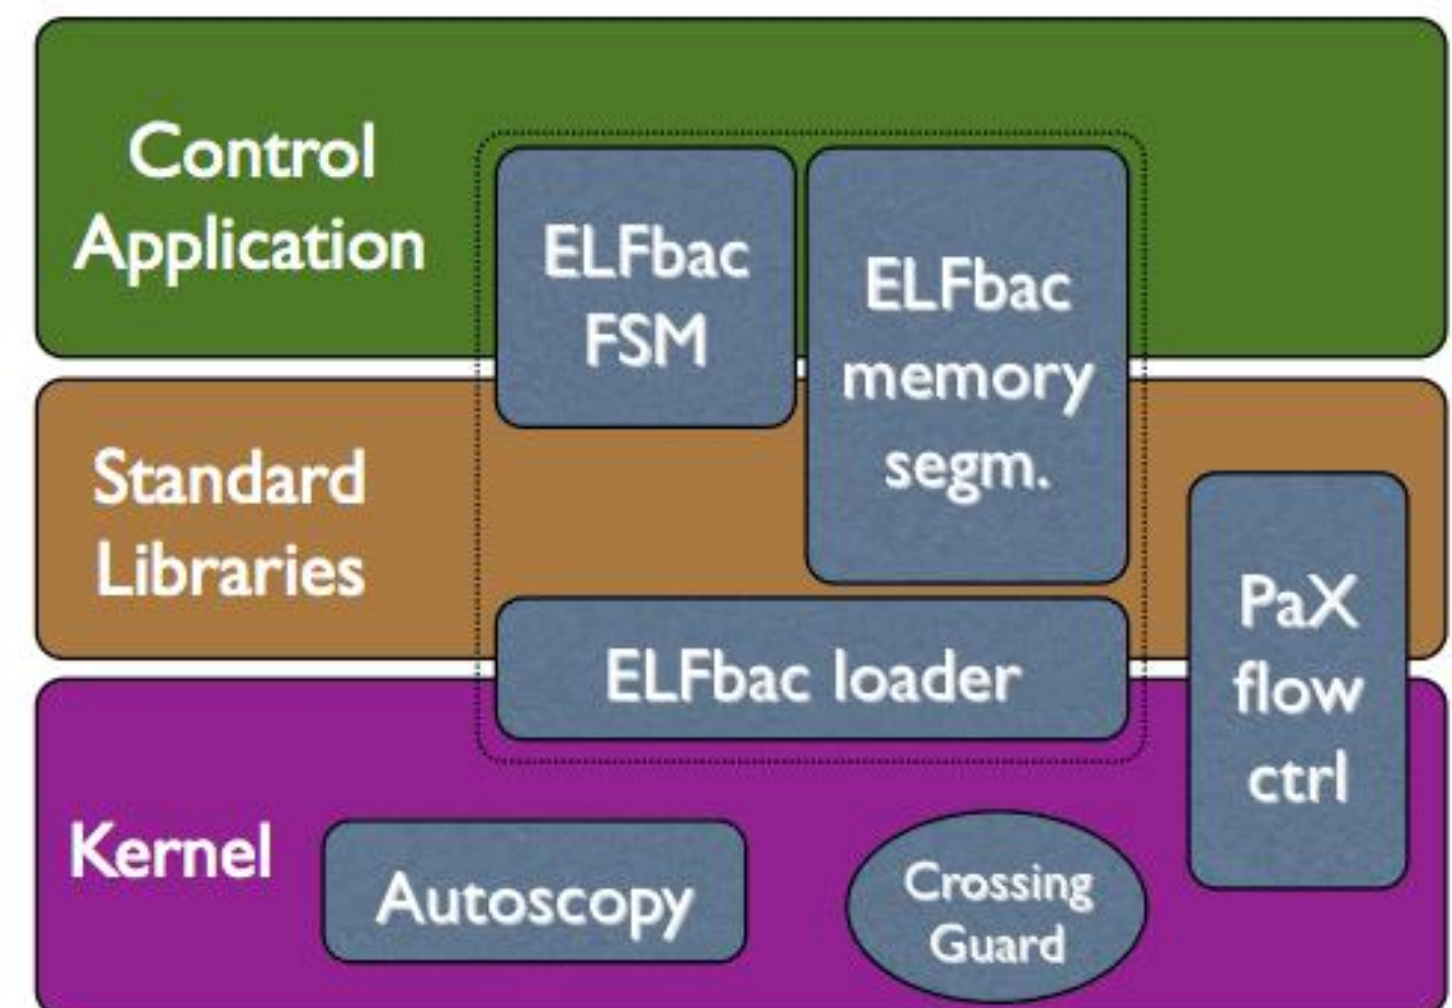 Control
Application
ELFbac
FSM
ELFbac
memory
segm.
Standard
Libraries
PaX
flow
ctrl
ELFbac loader
Kernel
Autoscopy
Crossing
Guard